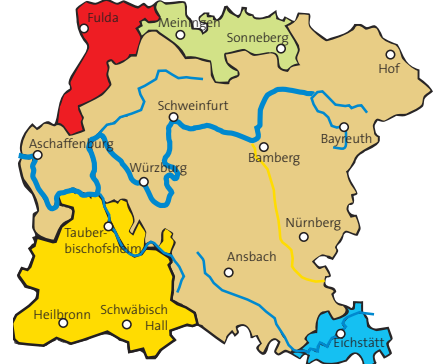 Fulda
Meiningen
Sonneberg
Hof
Schweinfurt
Aschaffenburg
Bayreuth
Würzburg
Bamberg
Nürnberg
Tauber-
bischofsheim
Ansbach
Heilbronn
Schwäbisch
Hall
Eichstätt